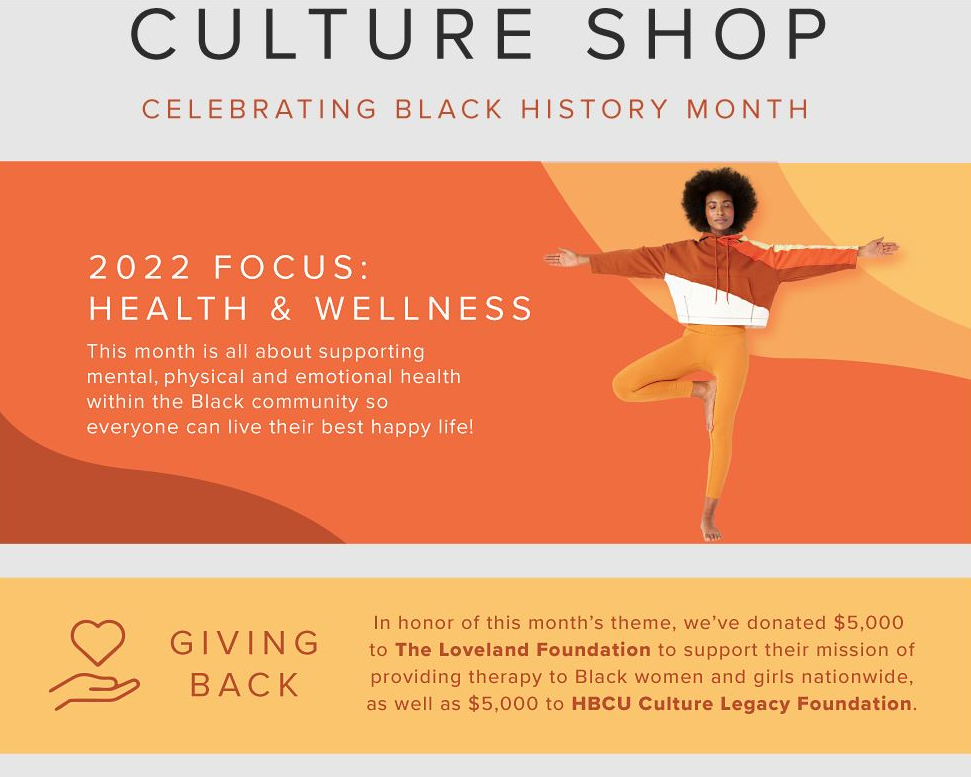 CULTURE SHOP
CELEBRATING BLACK HISTORY MONTH
2022 FOCUS:
HEALTH & WELLNESS
This month is all about supporting
mental, physical and emotional health
within the Black community so
everyone can live their best happy life!
GIVING
BACK
In honor of this month's theme, we've donated $5,000
to The Loveland Foundation to support their mission of
providing therapy to Black women and girls nationwide,
as well as $5,000 to HBCU Culture Legacy Foundation.